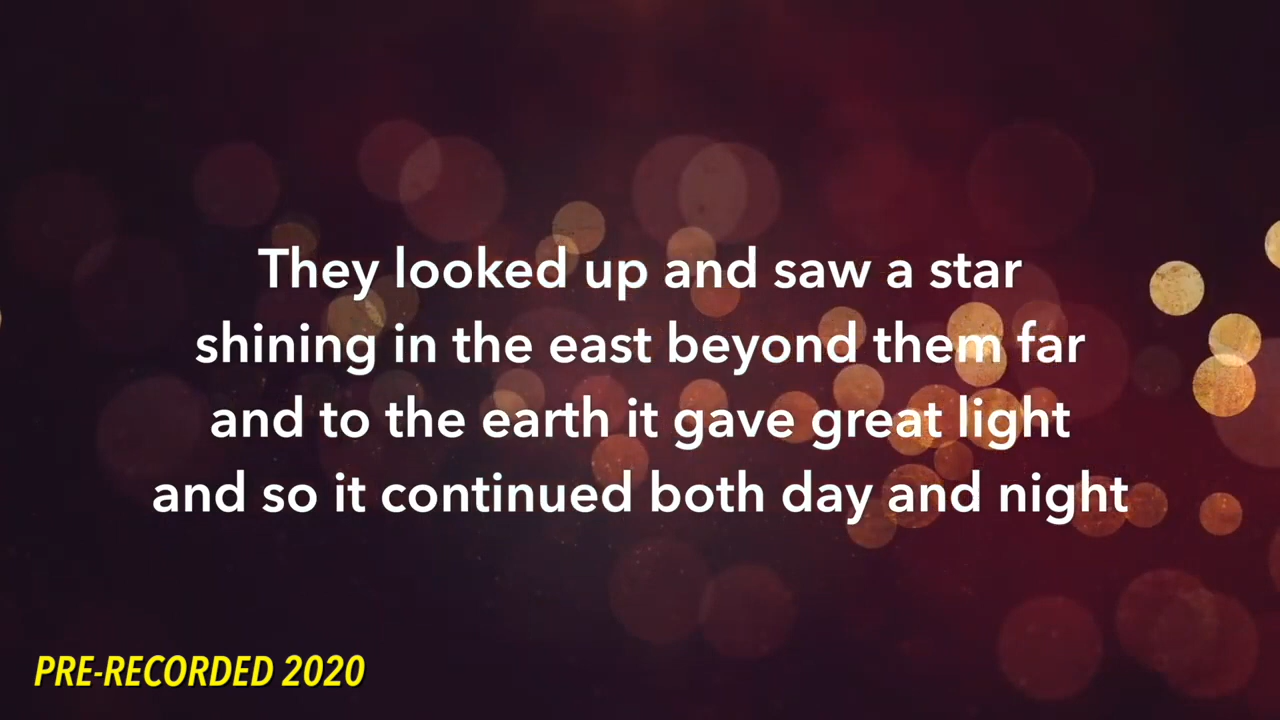 They looked up and saw a star
shining in the east beyond them far
and to the earth it gave great light
and so it continued both day and night
PRE-RECORDED 2020